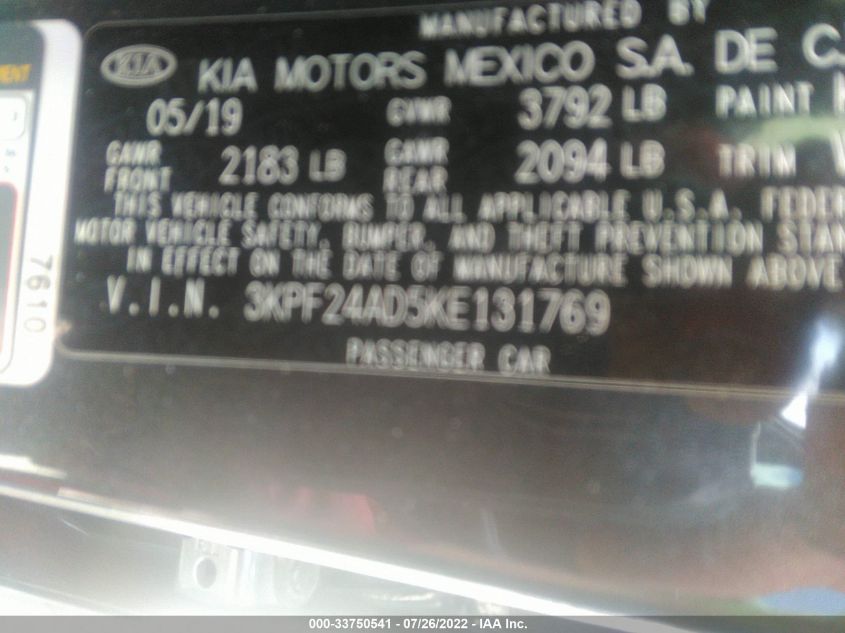 MANUFACTURED BY
KIA KIA MOTORS MEXICO S.A. DE C.
05/19 GVWR 3792 LB PAINT
GAWR FRONT 2183 LB GAWR REAR 2094 LB TRIM
THIS VEHICLE CONFORMS TO ALL APPLICABLE U.S.A. FEDER
MOTOR VEHICLE SAFETY, BUMPER, AND THEFT PREVENTION STAN
IN EFFECT ON THE DATE OF MANUFACTURE SHOWN ABOVE
V.I.N. 3KPF24AD5KE131769
PASSENGER CAR
7610
000-33750541 - 07/26/2022 - IAA Inc.